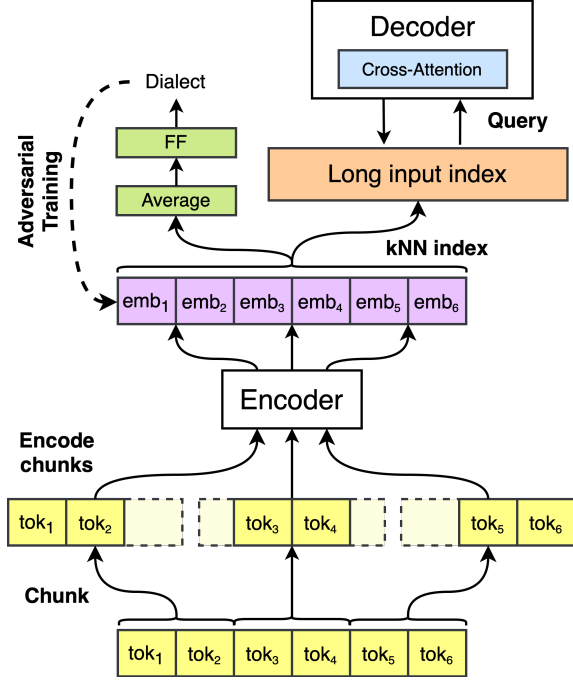 Decoder
Cross-Attention
Dialect
Query
FF
Adversarial
Training
Long input index
Average
kNN index
emb1 emb2 emb3 emb4 emb5 emb6
Encoder
Encode
chunks
tok1 tok2 tok3 tok4 tok5 tok6
Chunk
tok1 tok2 tok3 tok4 tok5 tok6